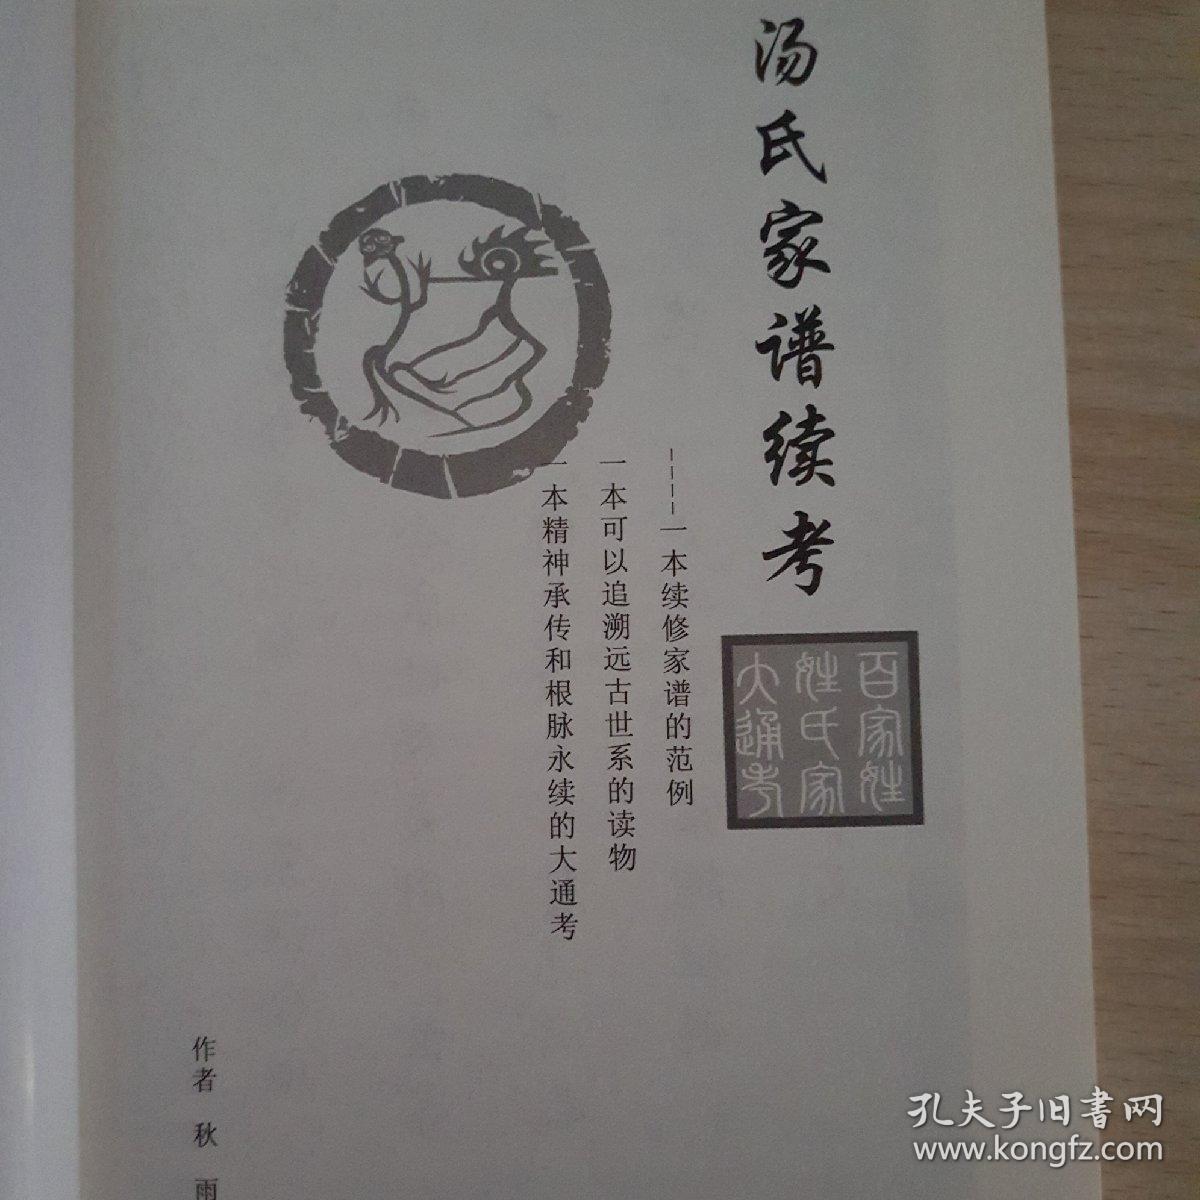 汤氏家谱续考
百家姓
姓氏家
大通考
----一本续修家谱的范例
一本可以追溯远古世系的读物
一本精神承传和根脉永续的大通考
作者 秋 雨
孔夫子旧书网
www.kongfz.com